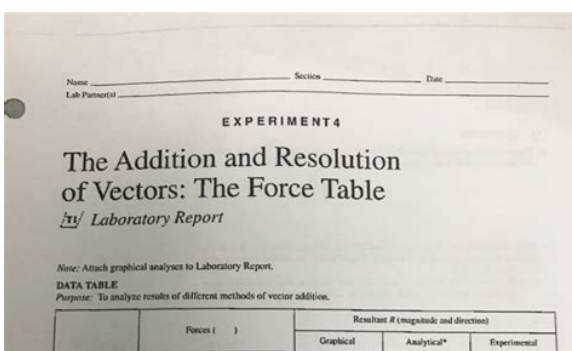 Name Section Date
Lab Partner(s)
EXPERIMENT 4
The Addition and Resolution
of Vectors: The Force Table
TI Laboratory Report
Note: Attach graphical analyses to Laboratory Report.
DATA TABLE
Purpose: To analyze results of different methods of vector addition.
Resultant R (magnitude and direction)
Forces ( )
Graphical Analytical* Experimental